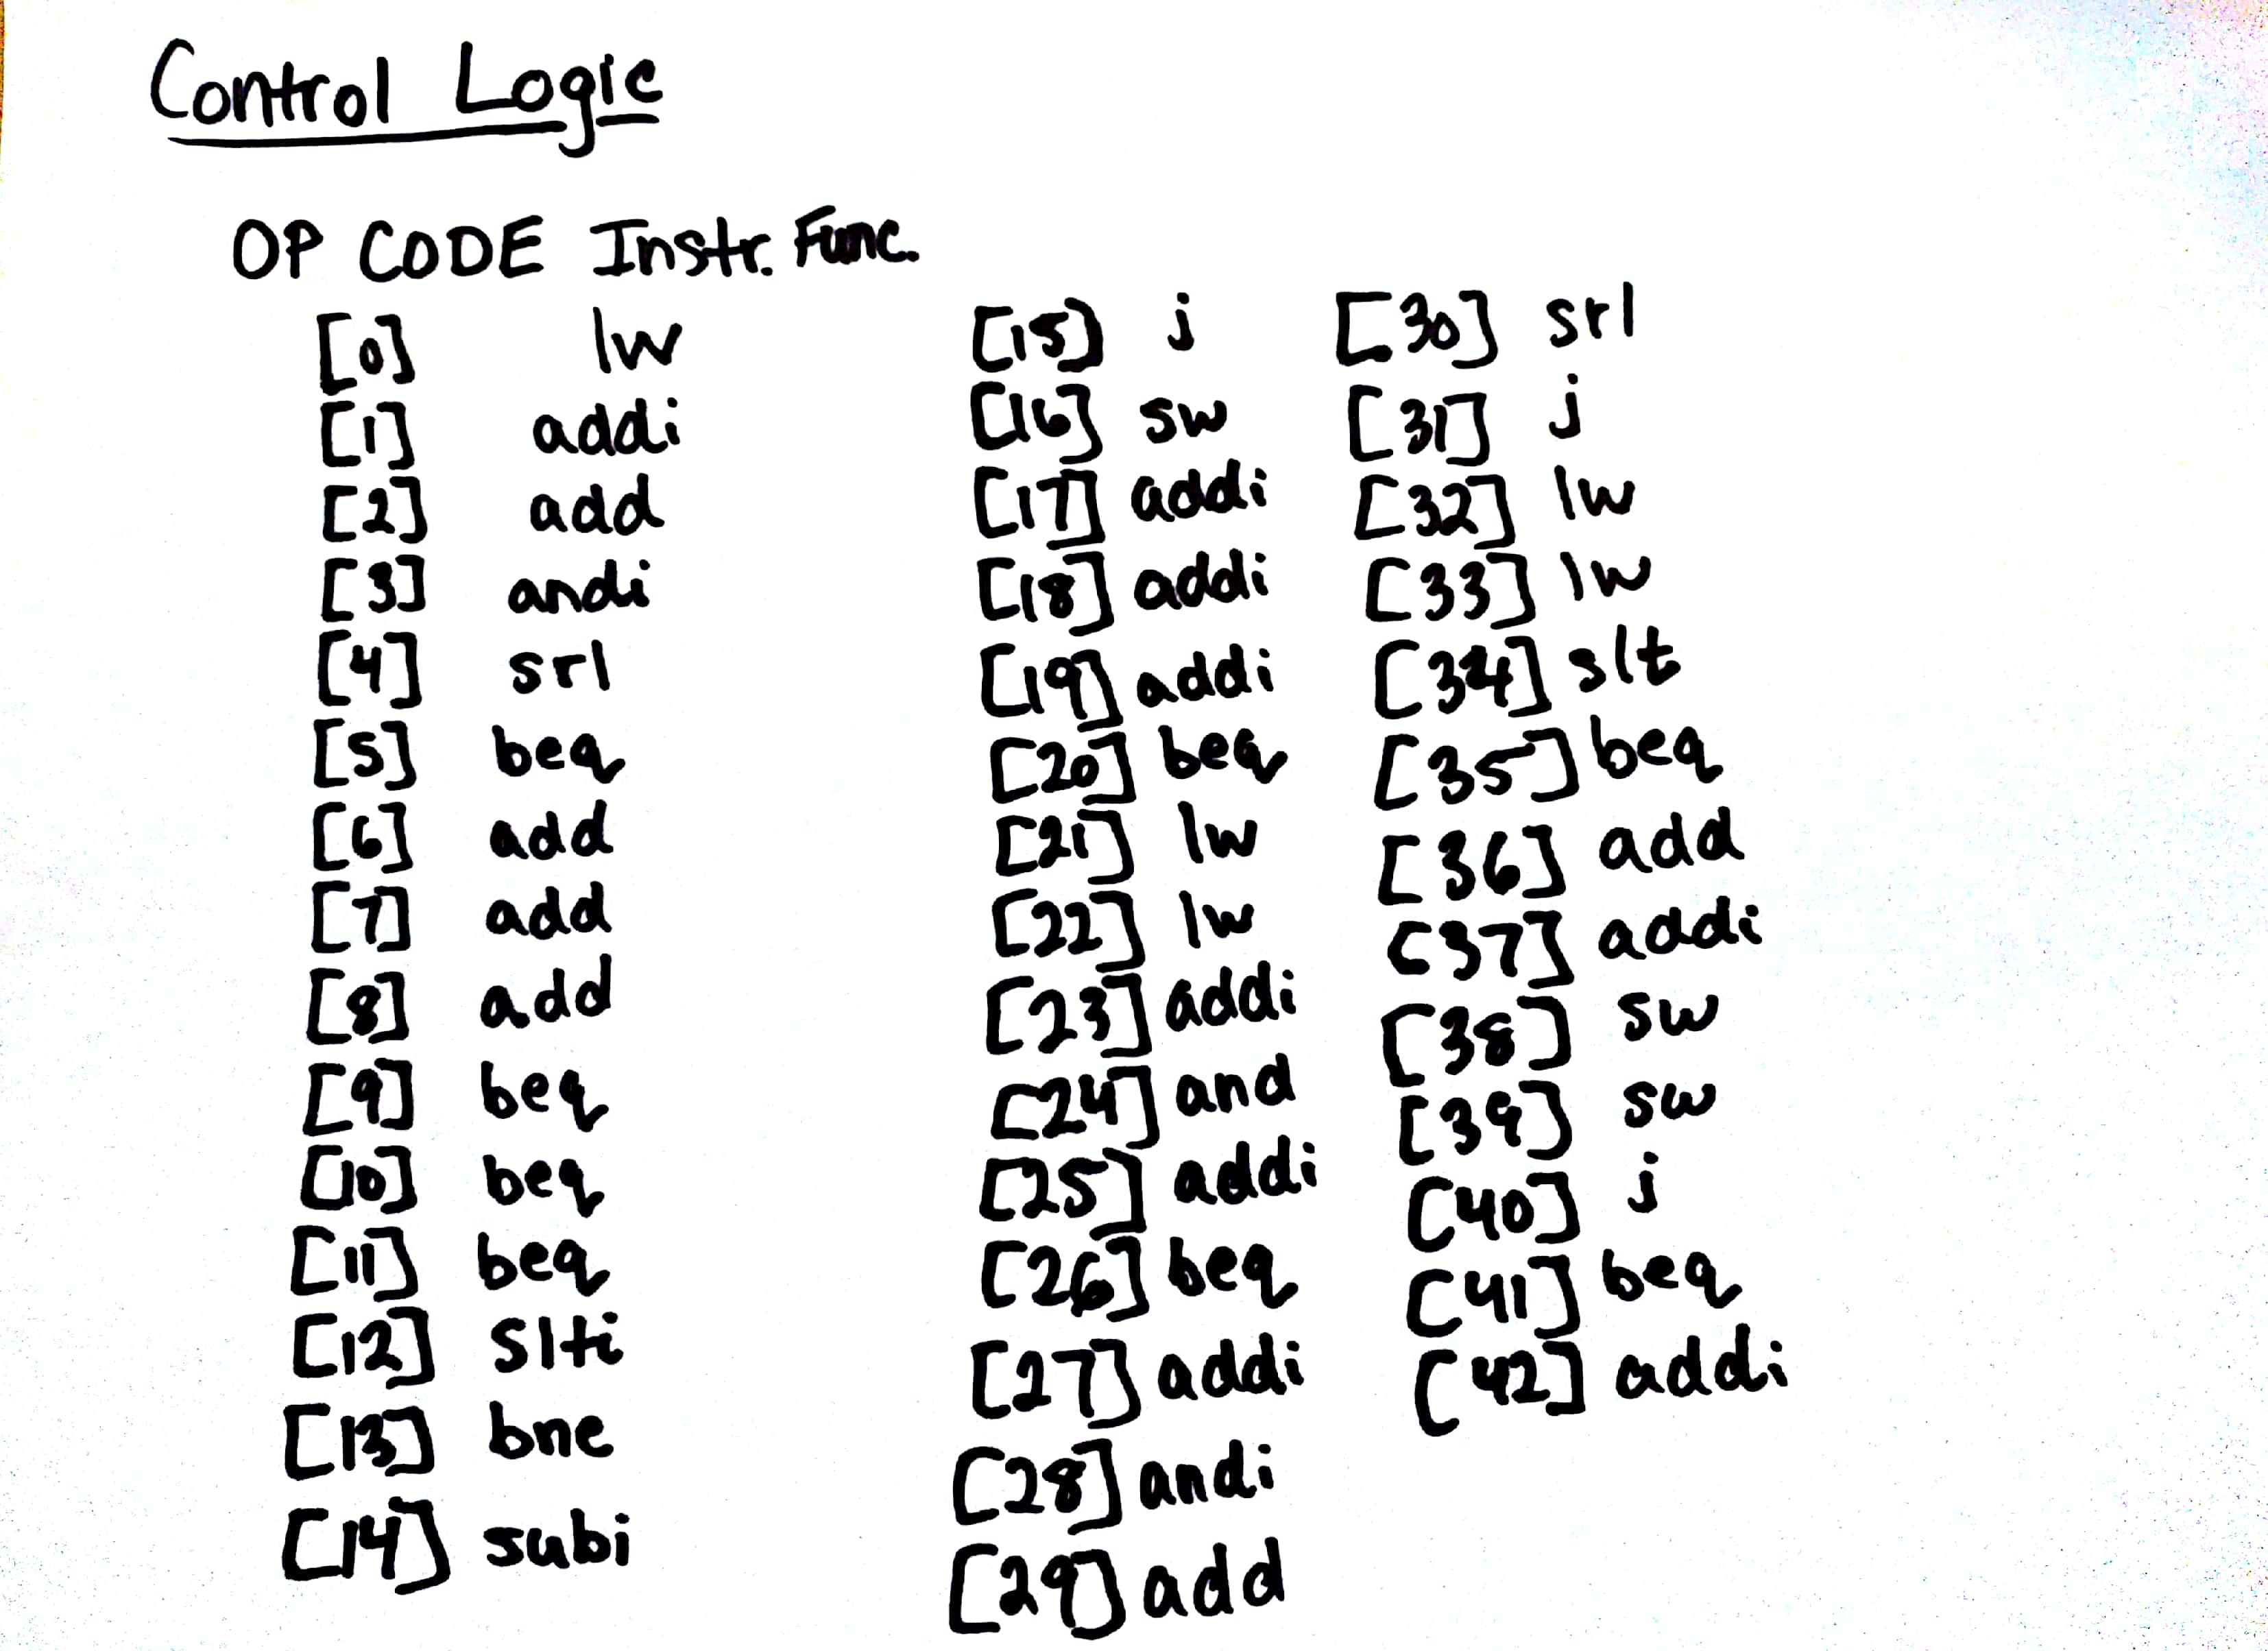 Control Logic
OP CODE Instr. Func.
[0] lw
[1] addi
[2] add
[3] andi
[4] srl
[5] beq
[6] add
[7] add
[8] add
[9] beq
[10] beq
[11] beq
[12] slti
[13] bne
[14] subi
[15] j
[16] sw
[17] addi
[18] addi
[19] addi
[20] beq
[21] lw
[22] lw
[23] addi
[24] and
[25] addi
[26] beq
[27] addi
[28] andi
[29] add
[30] srl
[31] j
[32] lw
[33] lw
[34] slt
[35] beq
[36] add
[37] addi
[38] sw
[39] sw
[40] j
[41] beq
[42] addi